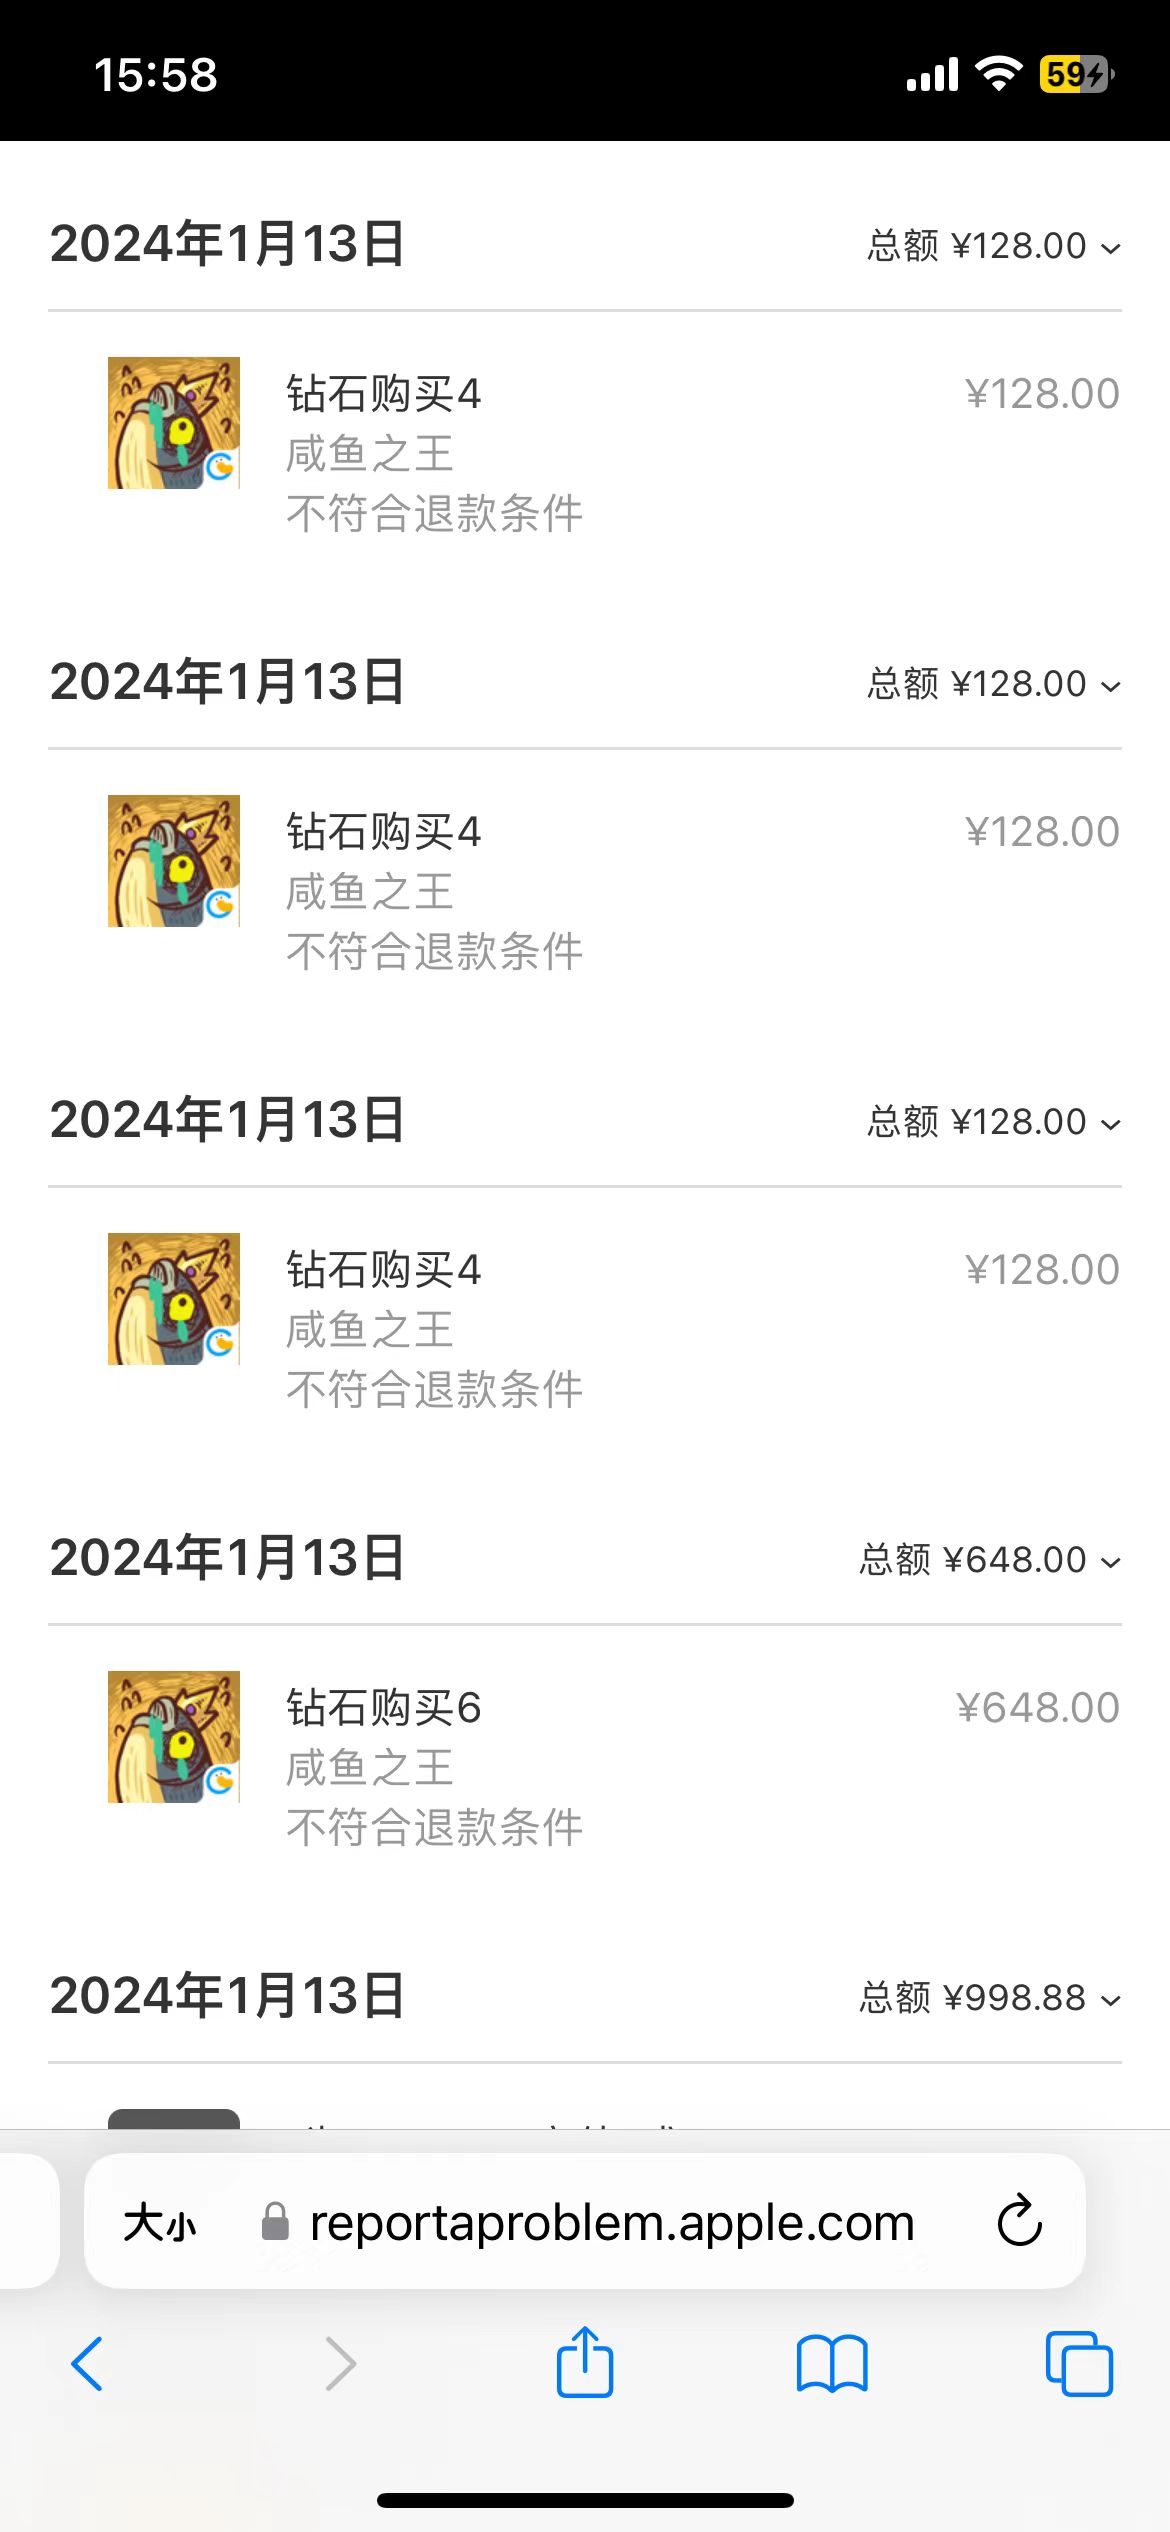 15:58
59
2024年1月13日
总额 ¥128.00
钻石购买4
¥128.00
咸鱼之王
不符合退款条件
2024年1月13日
总额 ¥128.00
钻石购买4
¥128.00
咸鱼之王
不符合退款条件
2024年1月13日
总额 ¥128.00
钻石购买4
¥128.00
咸鱼之王
不符合退款条件
2024年1月13日
总额 ¥648.00
钻石购买6
¥648.00
咸鱼之王
不符合退款条件
2024年1月13日
总额 ¥998.88
大小
reportaproblem.apple.com